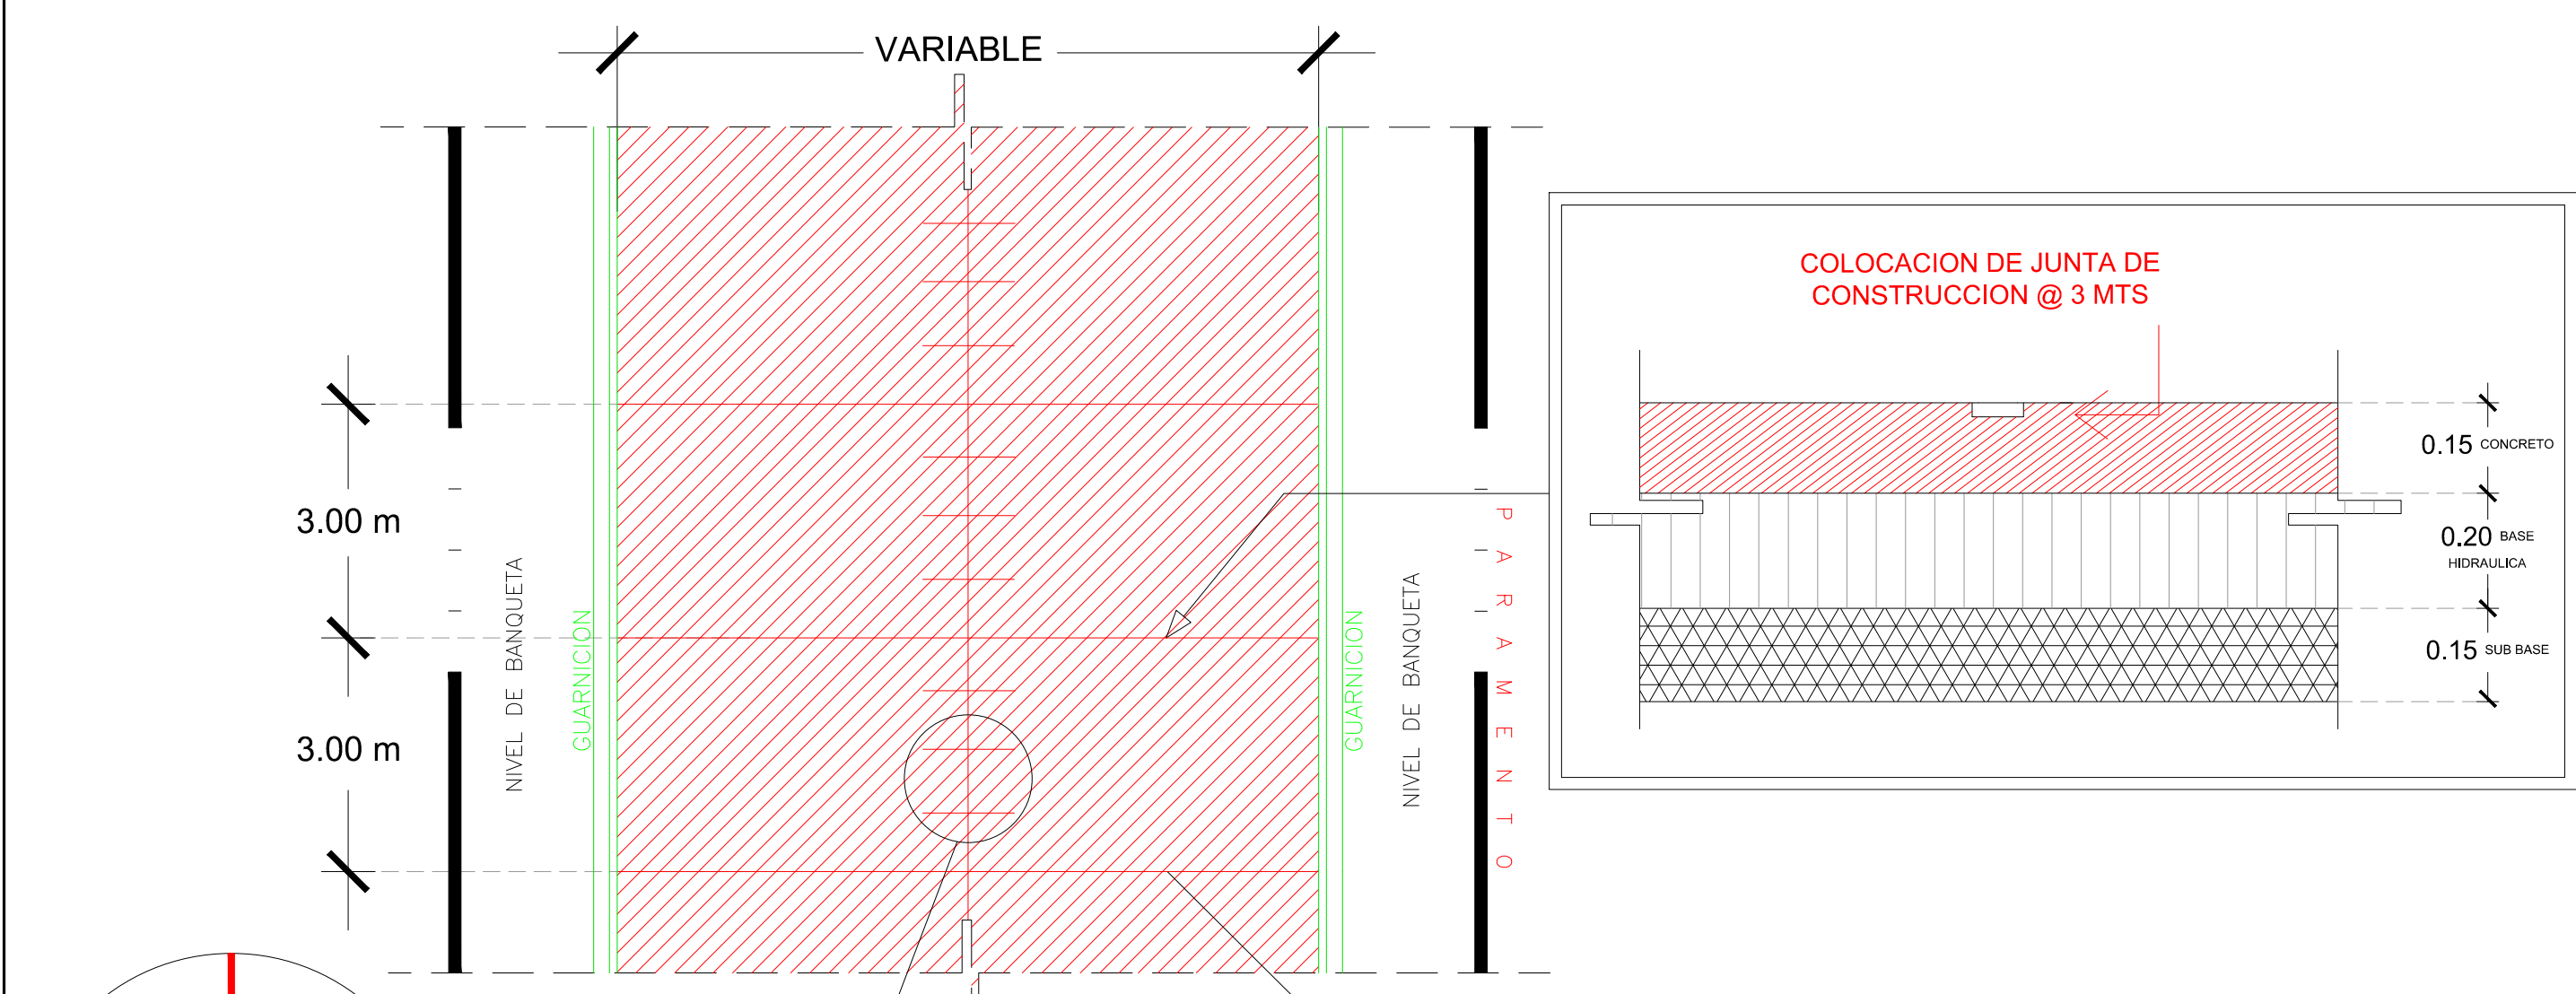 VARIABLE
3.00 m
3.00 m
NIVEL DE BANQUETA
GUARNICION
GUARNICION
NIVEL DE BANQUETA
PARAMENTO
COLOCACION DE JUNTA DE
CONSTRUCCION @ 3 MTS
0.15 CONCRETO
0.20 BASE
HIDRAULICA
0.15 SUB BASE